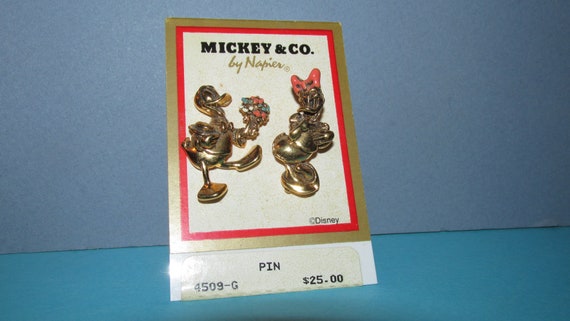 MICKEY & CO.
by Napier®
©Disney
PIN
4509-G $25.00